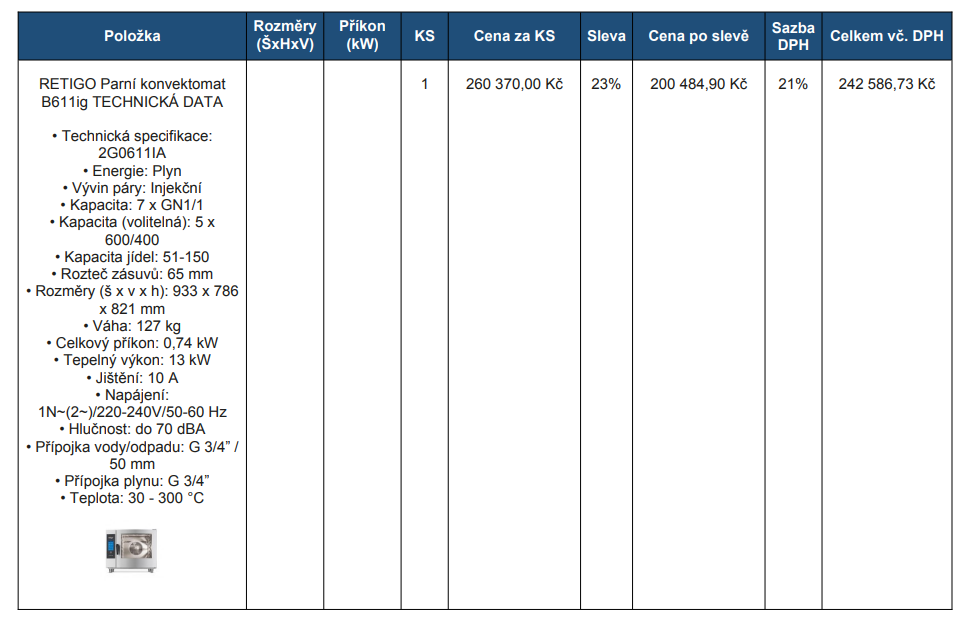 Položka
Rozměry
(ŠxHxV)
Příkon
(kW)
KS
Cena za KS
Sleva
Cena po slevě
Sazba
DPH
Celkem vč. DPH
RETIGO Parní konvektomat
B611ig TECHNICKÁ DATA
1
260 370,00 Kč
23%
200 484,90 Kč
21%
242 586,73 Kč
• Technická specifikace:
2G0611IA
• Energie: Plyn
• Vývin páry: Injekční
• Kapacita: 7 x GN1/1
• Kapacita (volitelná): 5 x
600/400
• Kapacita jídel: 51-150
• Rozteč zásuvů: 65 mm
• Rozměry (š x v x h): 933 x 786
x 821 mm
• Váha: 127 kg
• Celkový příkon: 0,74 kW
• Tepelný výkon: 13 kW
• Jištění: 10 A
• Napájení:
1N~(2~)/220-240V/50-60 Hz
• Hlučnost: do 70 dBA
• Přípojka vody/odpadu: G 3/4” /
50 mm
• Přípojka plynu: G 3/4”
• Teplota: 30 - 300 °C